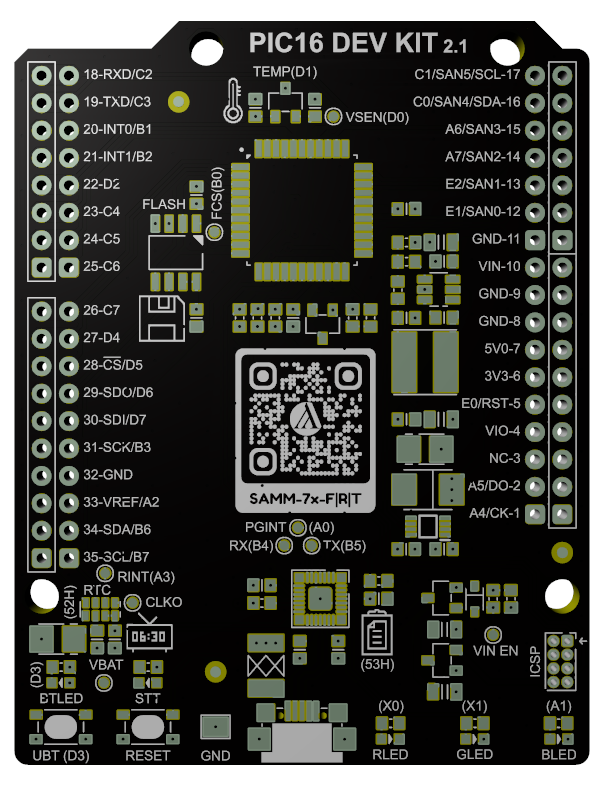 PIC16 DEV KIT 2.1
TEMP(D1)
VSEN(D0)
18-RXD/C2
19-TXD/C3
20-INT0/B1
21-INT1/B2
22-D2
23-C4
24-C5
25-C6
C1/SAN5/SCL-17
C0/SAN4/SDA-16
A6/SAN3-15
A7/SAN2-14
E2/SAN1-13
E1/SAN0-12
GND-11
VIN-10
GND-9
GND-8
5V0-7
3V3-6
E0/RST-5
VIO-4
NC-3
A5/DO-2
A4/CK-1
FLASH
FCS(B0)
26-C7
27-D4
28-CS/D5
29-SDO/D6
30-SDI/D7
31-SCK/B3
32-GND
33-VREF/A2
34-SDA/B6
35-SCL/B7
SAMM-7x-F|R|T
PGINT (A0)
RX(B4) TX(B5)
RINT(A3)
RTC
(52H)
CLKO
06:30
VBAT
(D3)
BTLED
STT
(53H)
VIN EN
ICSP
UBT (D3)
RESET
GND
(X0)
RLED
(X1)
GLED
(A1)
BLED